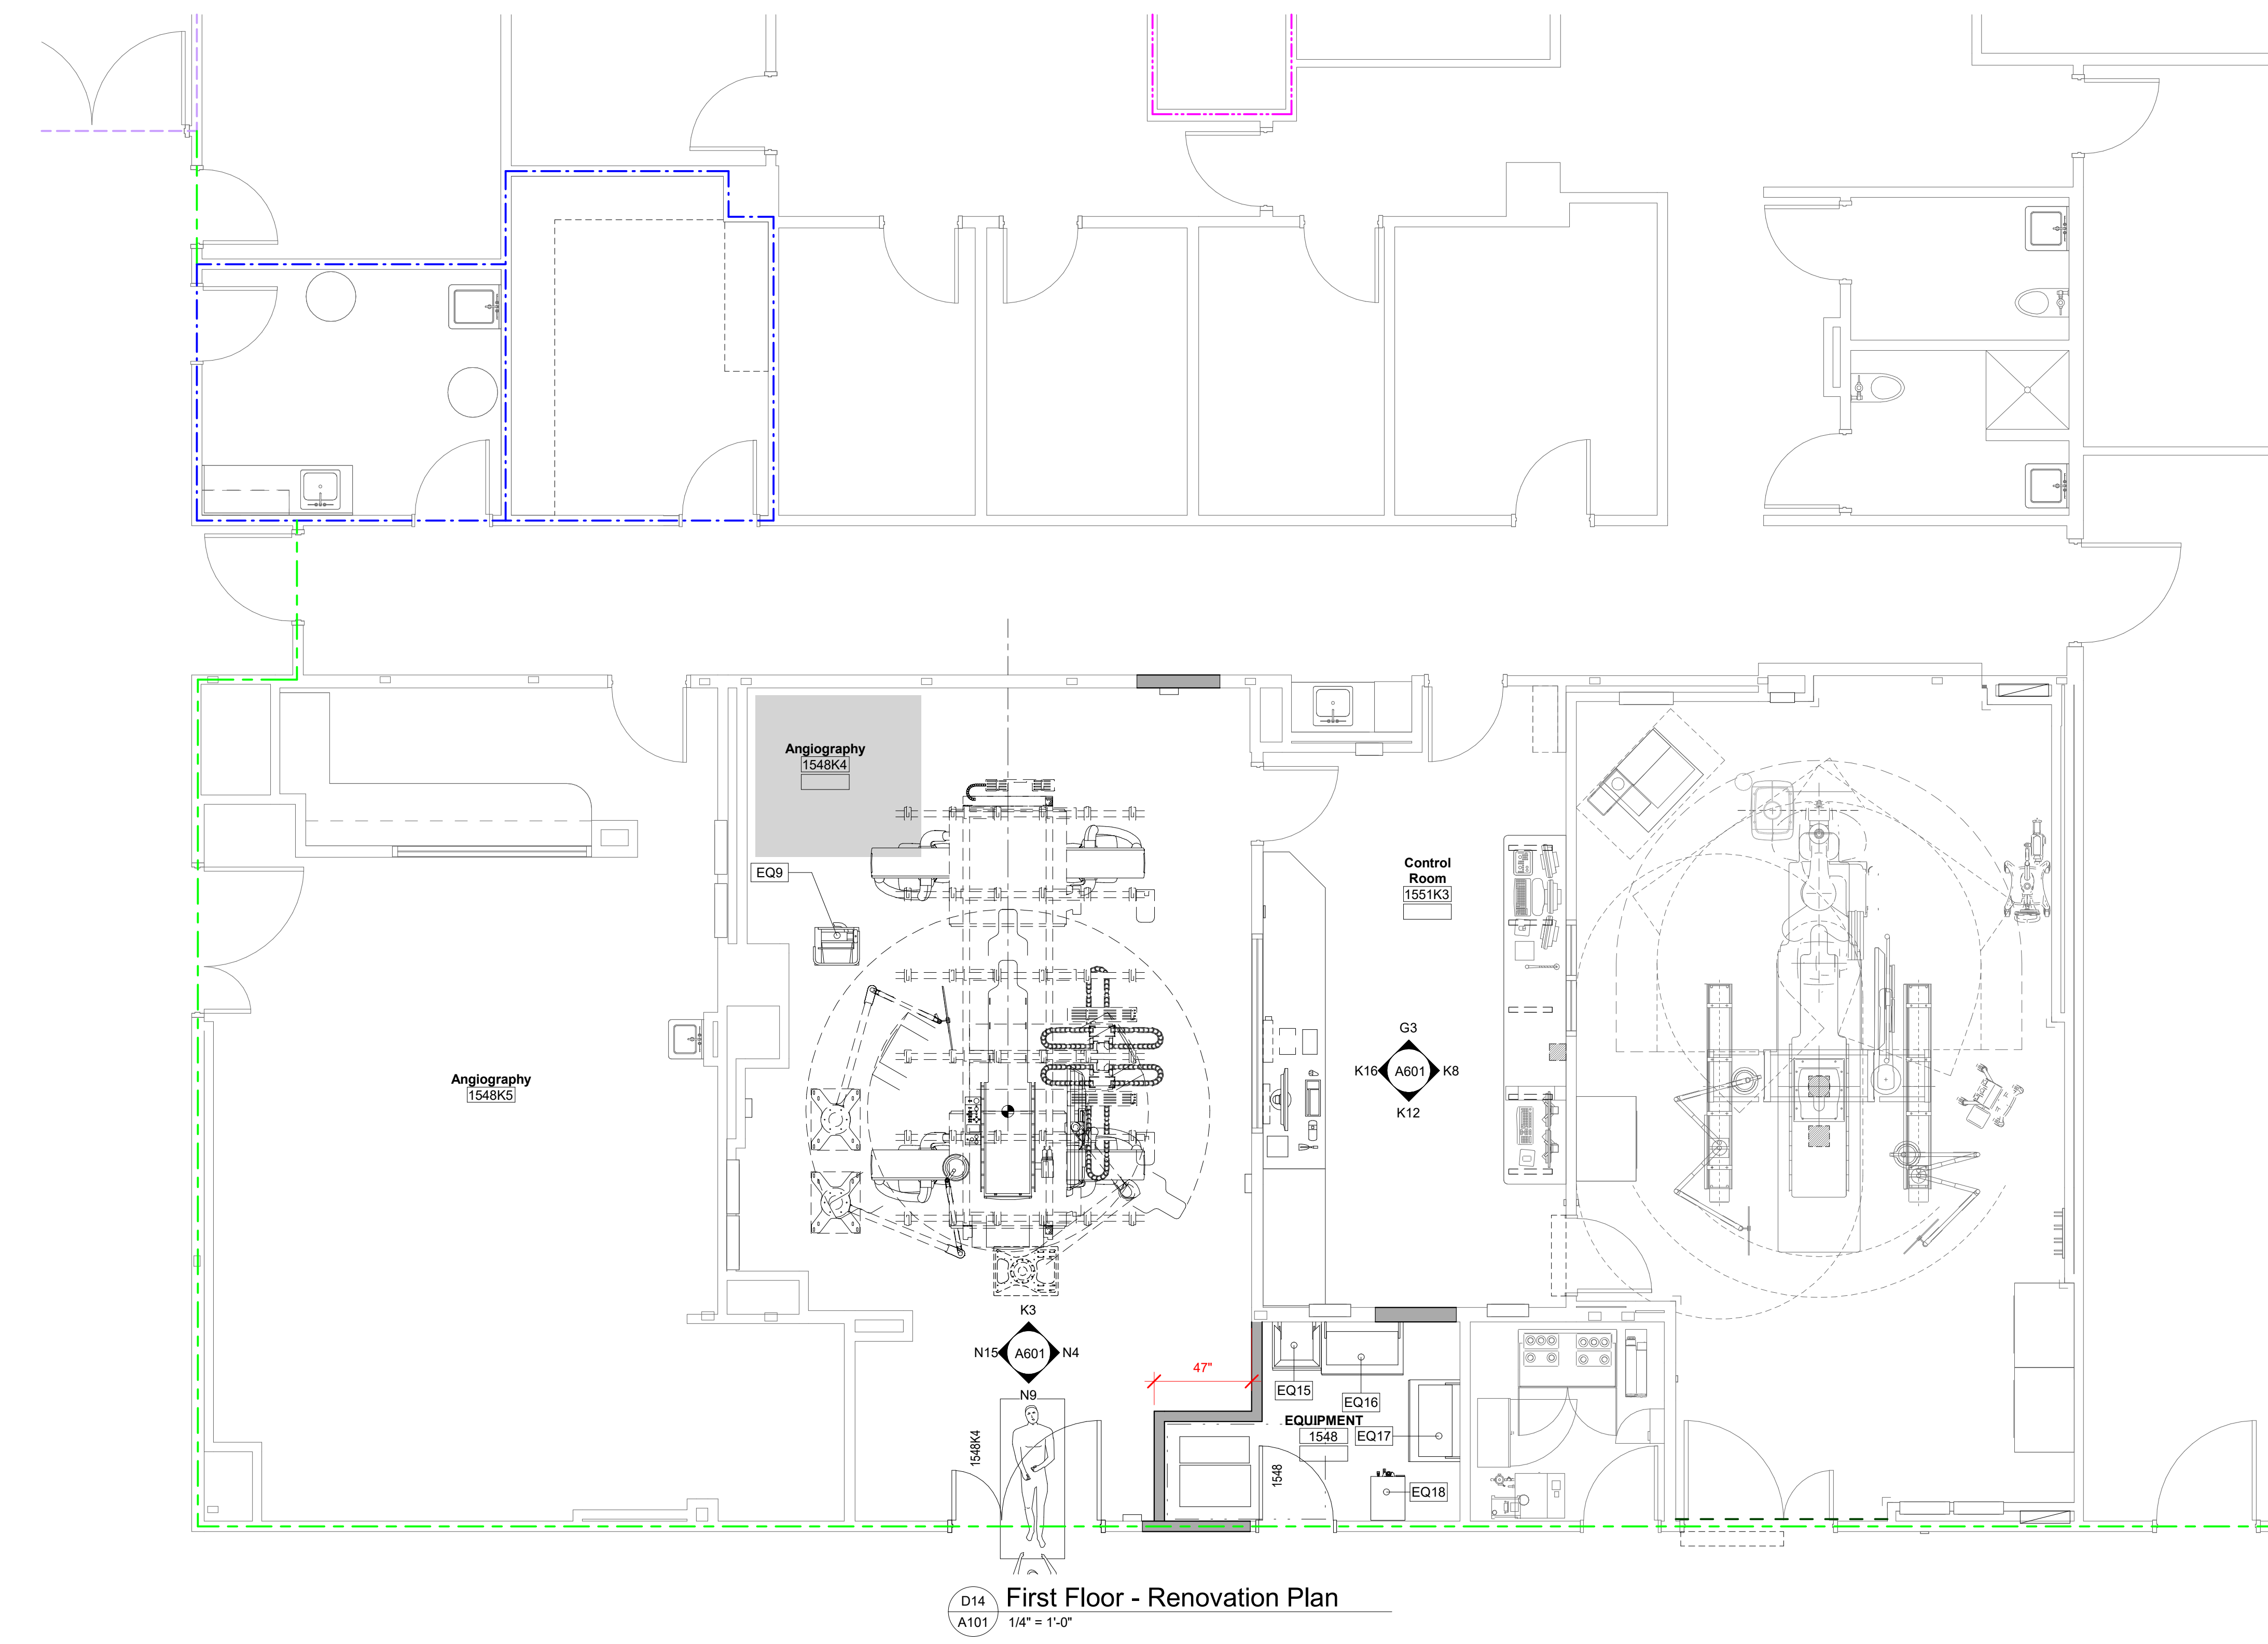 Angiography
1548K4
EQ9
Control
Room
1551K3
G3
K16
A601
K8
K12
Angiography
1548K5
K3
N15
A601
N4
N9
47"
EQ15
EQ16
EQUIPMENT
1548
EQ17
1548K4
1548
EQ18
D14
A101
First Floor - Renovation Plan
1/4" = 1'-0"